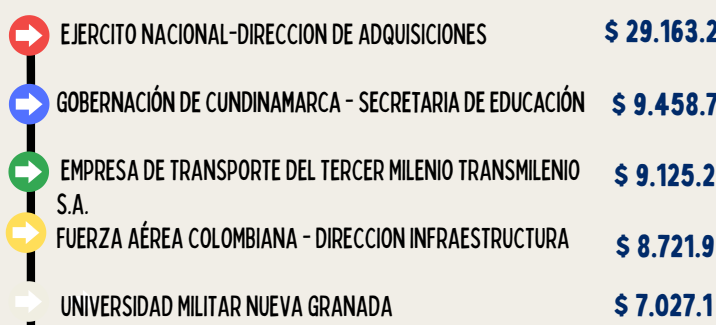 EJERCITO NACIONAL-DIRECCION DE ADQUISICIONES $ 29.163.2
GOBERNACIÓN DE CUNDINAMARCA - SECRETARIA DE EDUCACIÓN $ 9.458.7
EMPRESA DE TRANSPORTE DEL TERCER MILENIO TRANSMILENIO $ 9.125.2
S.A.
FUERZA AÉREA COLOMBIANA - DIRECCION INFRAESTRUCTURA $ 8.721.9
UNIVERSIDAD MILITAR NUEVA GRANADA $ 7.027.1